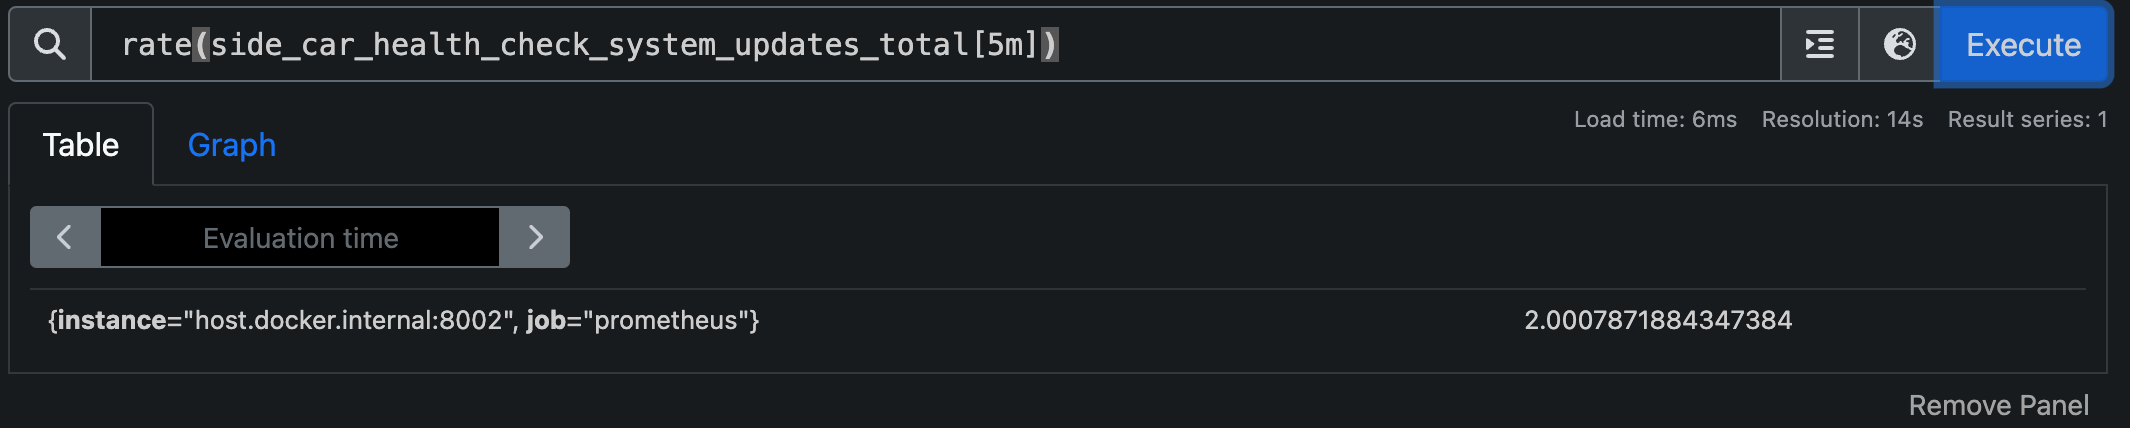 rate(side_car_health_check_system_updates_total[5m])
Execute
Table
Graph
Load time: 6ms Resolution: 14s Result series: 1
Evaluation time
{instance="host.docker.internal:8002", job="prometheus"} 2.0007871884347384
Remove Panel